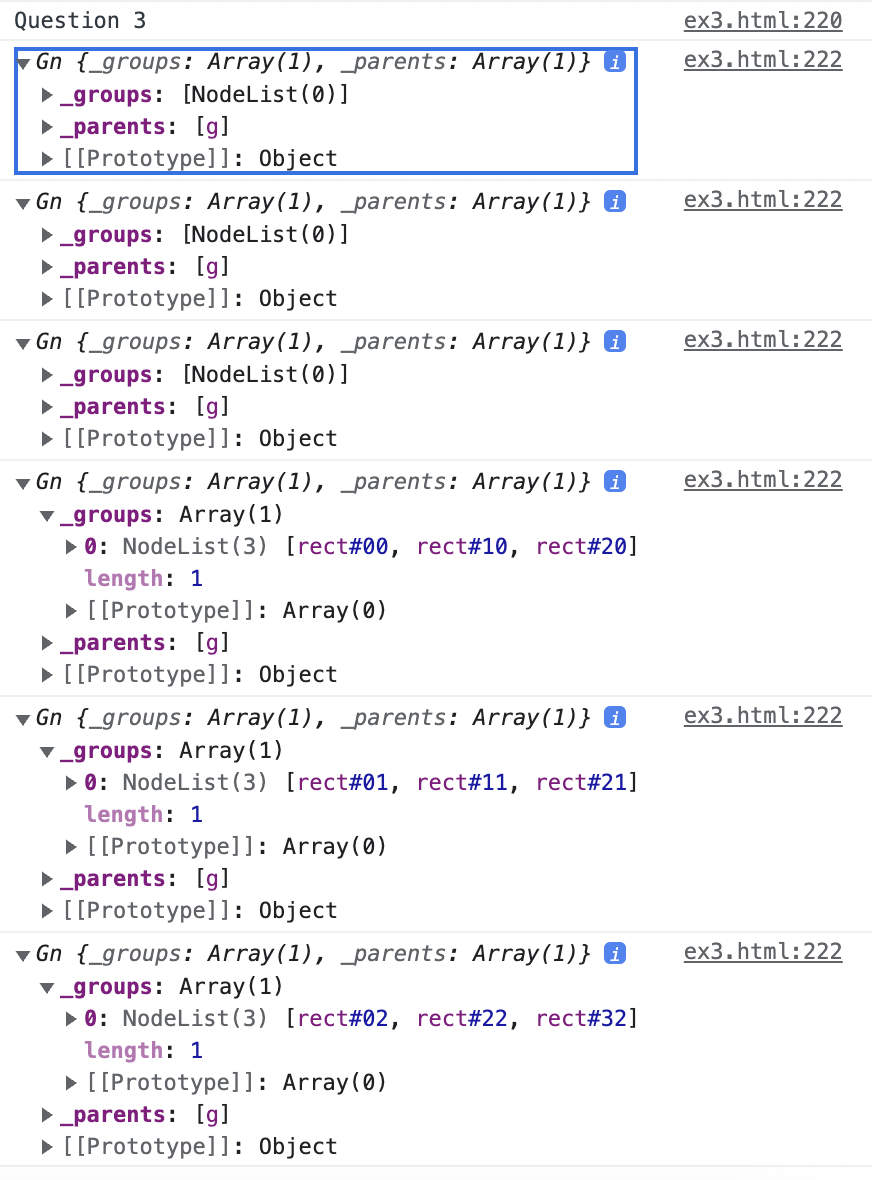 Question 3 ex3.html:220
▼Gn {_groups: Array(1), _parents: Array(1)} i ex3.html:222
▶ _groups: [NodeList(0)]
▶ _parents: [g]
▶ [[Prototype]]: Object
▼Gn {_groups: Array(1), _parents: Array(1)} i ex3.html:222
▶ _groups: [NodeList(0)]
▶ _parents: [g]
▶ [[Prototype]]: Object
▼Gn {_groups: Array(1), _parents: Array(1)} i ex3.html:222
▶ _groups: [NodeList(0)]
▶ _parents: [g]
▶ [[Prototype]]: Object
▼Gn {_groups: Array(1), _parents: Array(1)} i ex3.html:222
▼ _groups: Array(1)
▶ 0: NodeList(3) [rect#00, rect#10, rect#20]
length: 1
▶ [[Prototype]]: Array(0)
▶ _parents: [g]
▶ [[Prototype]]: Object
▼Gn {_groups: Array(1), _parents: Array(1)} i ex3.html:222
▼ _groups: Array(1)
▶ 0: NodeList(3) [rect#01, rect#11, rect#21]
length: 1
▶ [[Prototype]]: Array(0)
▶ _parents: [g]
▶ [[Prototype]]: Object
▼Gn {_groups: Array(1), _parents: Array(1)} i ex3.html:222
▼ _groups: Array(1)
▶ 0: NodeList(3) [rect#02, rect#22, rect#32]
length: 1
▶ [[Prototype]]: Array(0)
▶ _parents: [g]
▶ [[Prototype]]: Object